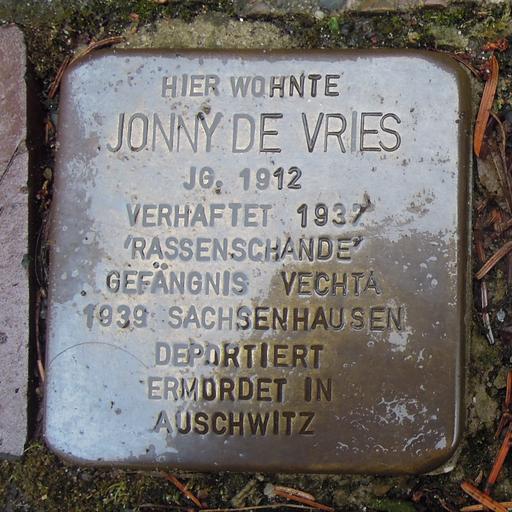 HIER WOHNTE
JONNY DE VRIES
JG. 1912
VERHAFTET 1937
'RASSENSCHANDE'
GEFÄNGNIS VECHTA
1939 SACHSENHAUSEN
DEPORTIERT
ERMORDET IN
AUSCHWITZ